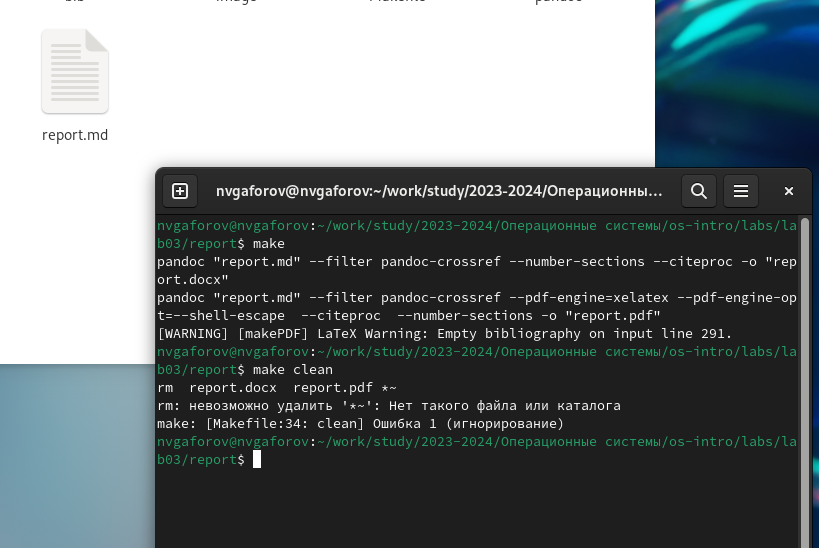 report.md
nvgaforov@nvgaforov:~/work/study/2023-2024/Операционны...
nvgaforov@nvgaforov:~/work/study/2023-2024/Операционные системы/os-intro/labs/la
b03/report$ make
pandoc "report.md" --filter pandoc-crossref --number-sections --citeproc -o "rep
ort.docx"
pandoc "report.md" --filter pandoc-crossref --pdf-engine=xelatex --pdf-engine-op
t=--shell-escape  --citeproc  --number-sections -o "report.pdf"
[WARNING] [makePDF] LaTeX Warning: Empty bibliography on input line 291.
nvgaforov@nvgaforov:~/work/study/2023-2024/Операционные системы/os-intro/labs/la
b03/report$ make clean
rm  report.docx  report.pdf *~
rm: невозможно удалить '*~': Нет такого файла или каталога
make: [Makefile:34: clean] Ошибка 1 (игнорирование)
nvgaforov@nvgaforov:~/work/study/2023-2024/Операционные системы/os-intro/labs/la
b03/report$